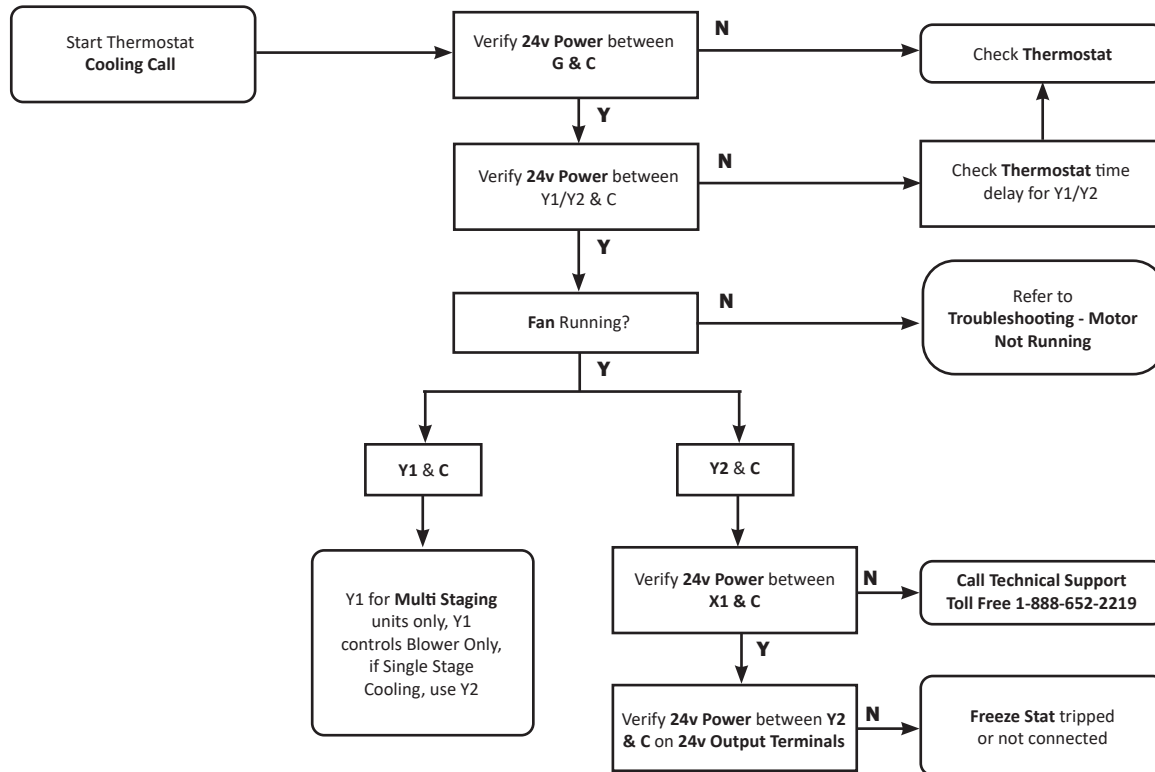 Start Thermostat
Cooling Call
Verify 24v Power between
G & C
N
Check Thermostat
Y
Verify 24v Power between
Y1/Y2 & C
N
Check Thermostat time
delay for Y1/Y2
Y
Fan Running?
N
Refer to
Troubleshooting - Motor
Not Running
Y
Y1 & C
Y2 & C
Y1 for Multi Staging
units only, Y1
controls Blower Only,
if Single Stage
Cooling, use Y2
Verify 24v Power between
X1 & C
N
Call Technical Support
Toll Free 1-888-652-2219
Y
Verify 24v Power between Y2
& C on 24v Output Terminals
N
Freeze Stat tripped
or not connected